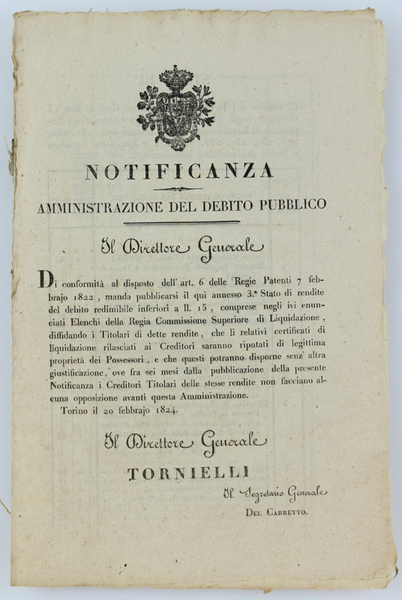 NOTIFICANZA
AMMINISTRAZIONE DEL DEBITO PUBBLICO
Il Direttore Generale
Di conformità al disposto dell'art. 6 delle Regie Patenti 7 feb-
brajo 1822, manda pubblicarsi il qui annesso 3.º Stato di rendite
del debito redimibile inferiori a ll. 15, comprese negli ivi enun-
ciati Elenchi della Regia Commissione Superiore di Liquidazione,
diffidando i Titolari di dette rendite, che li relativi certificati di
liquidazione rilasciati ai Creditori saranno riputati di legittima
proprietà dei Possessori, e che questi potranno disporne senz'altra
giustificazione, ove fra sei mesi dalla pubblicazione della presente
Notificanza i Creditori Titolari delle stesse rendite non facciano al-
cuna opposizione avanti questa Amministrazione.
Torino il 20 febbrajo 1824.
Il Direttore Generale
TORNIELLI
Il Segretario Generale
DEL CARRETTO.